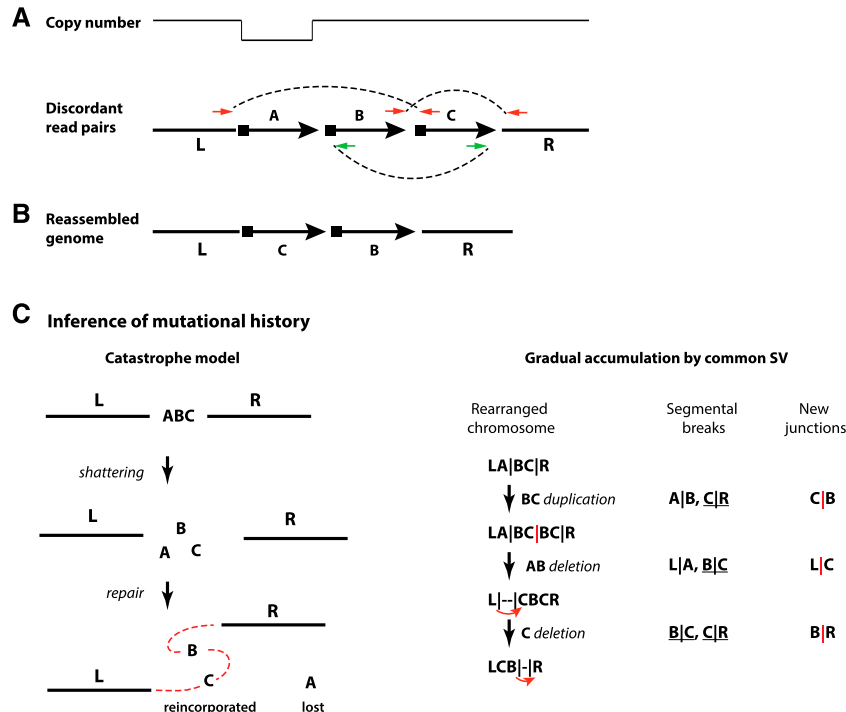 A
Copy number
Discordant
read pairs
A B C
L R
B
Reassembled
genome
L C B R
C Inference of mutational history
Catastrophe model
L R
ABC
shattering
L R
B
A C
repair
R
B
L C A
reincorporated lost
Gradual accumulation by common SV
Rearranged
chromosome
Segmental
breaks
New
junctions
LA|BC|R
BC duplication A|B, C|R C|B
LA|BC|BC|R
AB deletion L|A, B|C L|C
L|--|CBCR
C deletion B|C, C|R B|R
LCB|-|R